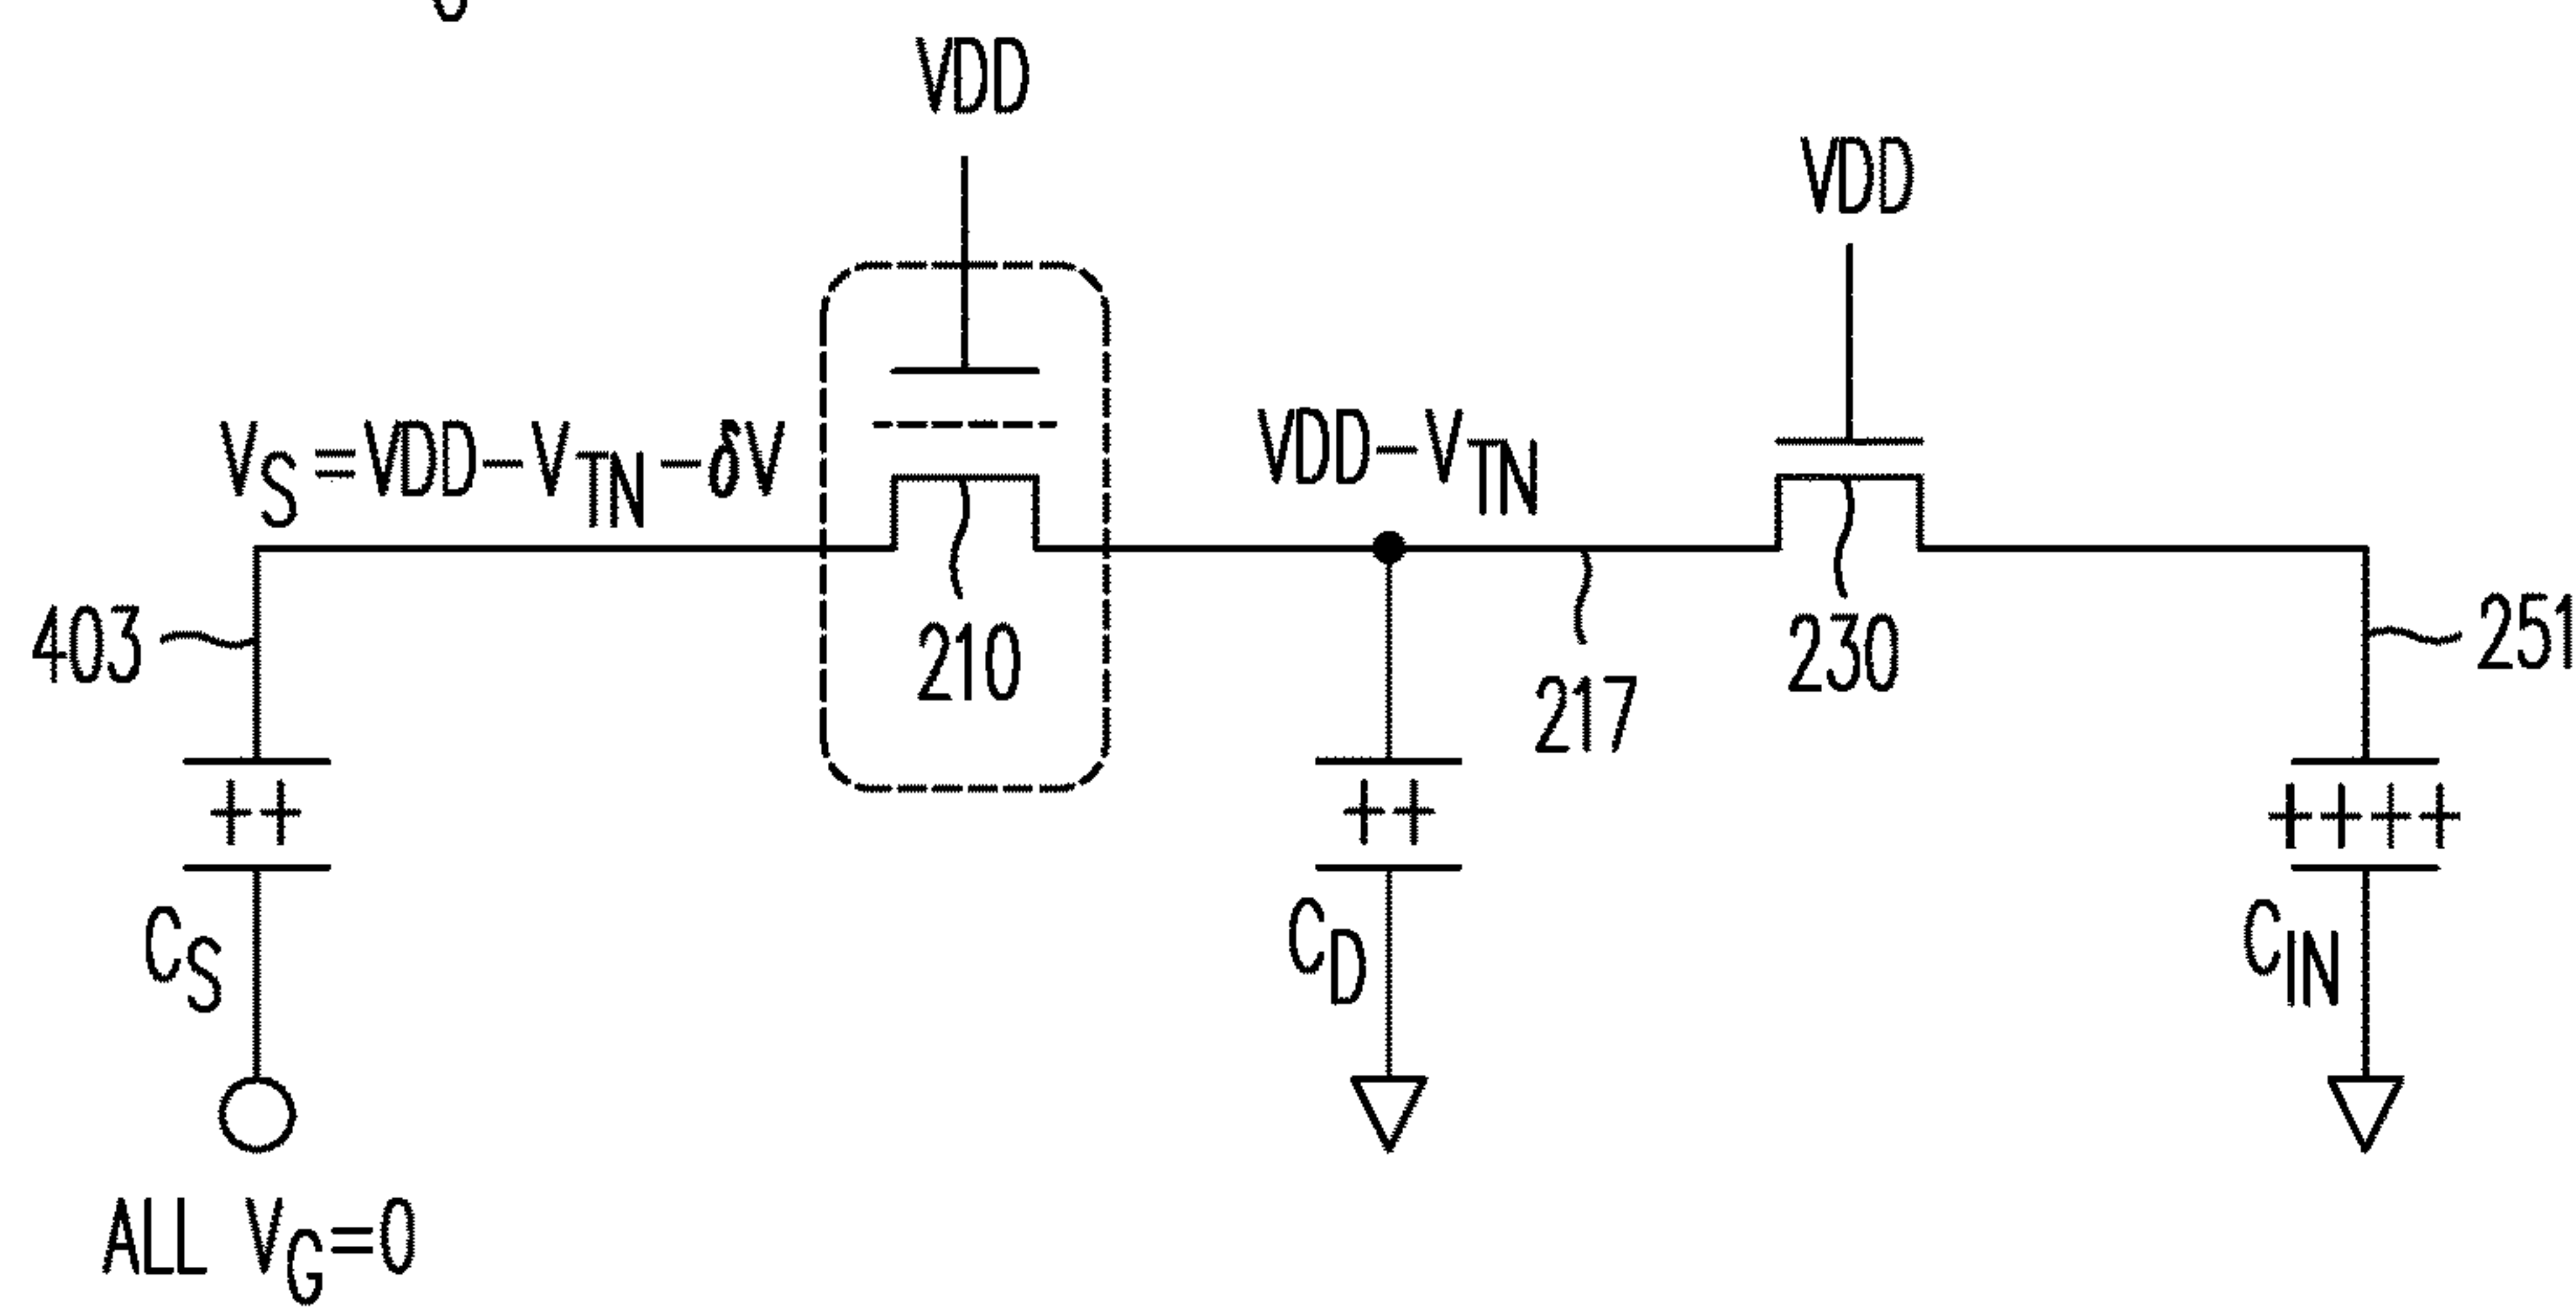 VDD
VDD
V_S=VDD-V_TN-δV
VDD-V_TN
403
210
217
230
251
++
++
++++
C_S
C_D
C_IN
ALL V_G=0